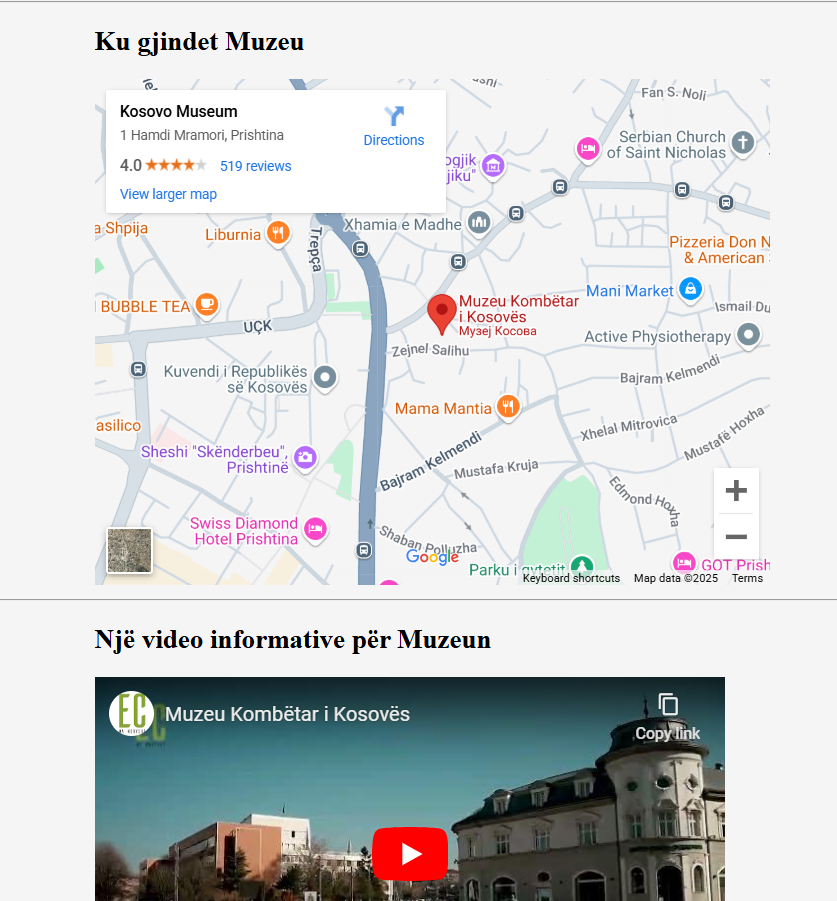 Ku gjindet Muzeu
Kosovo Museum
1 Hamdi Mramori, Prishtina
Directions
4.0
519 reviews
View larger map
Fan S. Noli
Serbian Church
of Saint Nicholas
ogjik
jiku"
Xhamia e Madhe
a Shpija
Liburnia
Trepça
Pizzeria Don N
& American
Mani Market
BUBBLE TEA
Muzeu Kombëtar
i Kosovës
Музеј Косова
Ismail Du
UÇK
Zejnel Salihu
Active Physiotherapy
Kuvendi i Republikës
së Kosovës
Bajram Kelmendi
Mama Mantia
asilico
Xhelal Mitrovica
Mustafë Hoxha
Sheshi "Skënderbeu",
Prishtinë
Bajram Kelmendi
Mustafa Kruja
Edmond Hoxha
Swiss Diamond
Hotel Prishtina
Shaban Polluzha
Google
Parku i qytetit
GOT Prish
Keyboard shortcuts
Map data ©2025
Terms
Një video informative për Muzeun
EC
Muzeu Kombëtar i Kosovës
Copy link